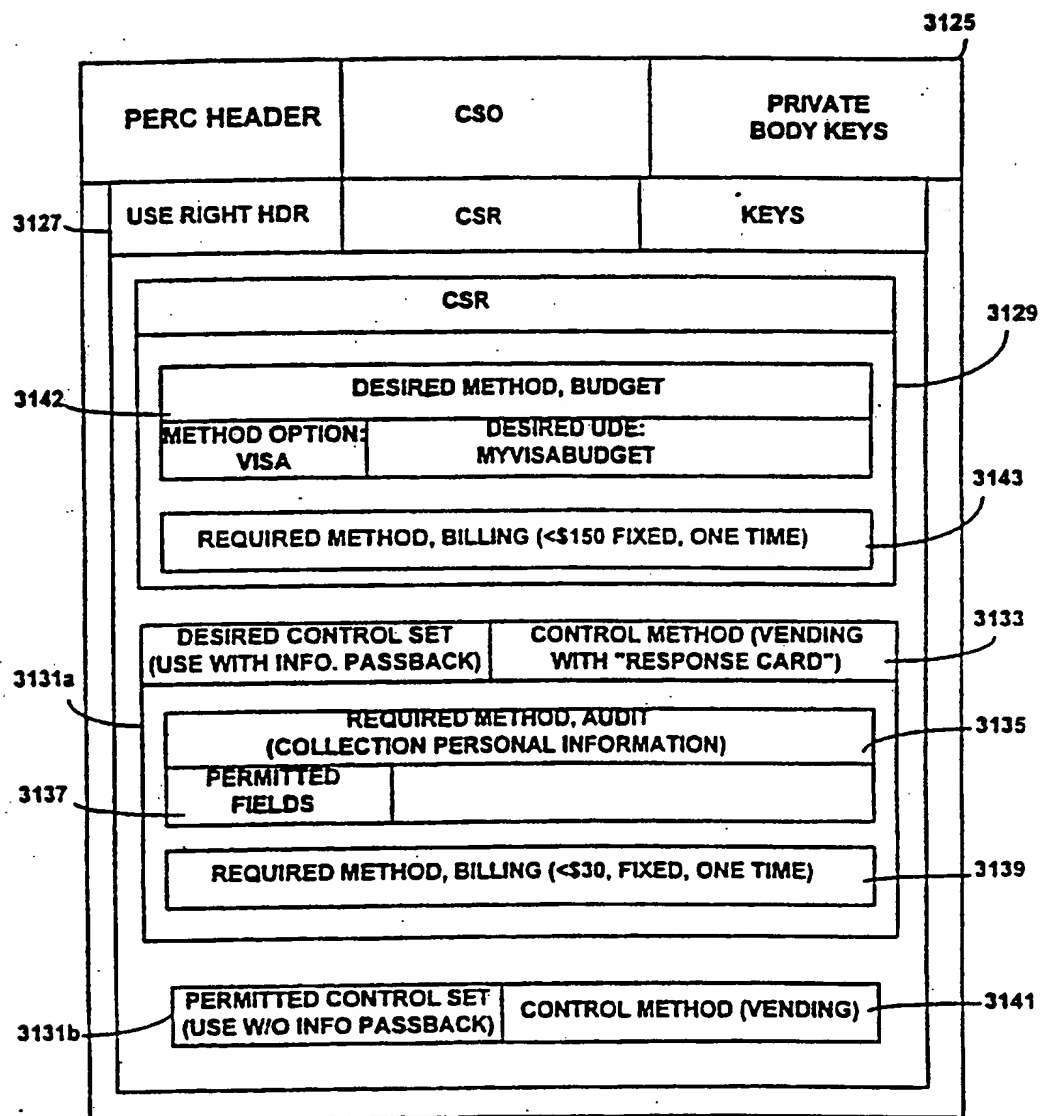 3125
PERC HEADER
CSO
PRIVATE
BODY KEYS
3127
USE RIGHT HDR
CSR
KEYS
CSR
3129
DESIRED METHOD, BUDGET
3142
METHOD OPTION:
VISA
DESIRED UDE:
MYVISABUDGET
3143
REQUIRED METHOD, BILLING (<$150 FIXED, ONE TIME)
3133
DESIRED CONTROL SET
(USE WITH INFO. PASSBACK)
CONTROL METHOD (VENDING
WITH "RESPONSE CARD")
3131a
REQUIRED METHOD, AUDIT
(COLLECTION PERSONAL INFORMATION)
3135
3137
PERMITTED
FIELDS
REQUIRED METHOD, BILLING (<$30, FIXED, ONE TIME)
3139
PERMITTED CONTROL SET
(USE W/O INFO PASSBACK)
CONTROL METHOD (VENDING)
3141
3131b